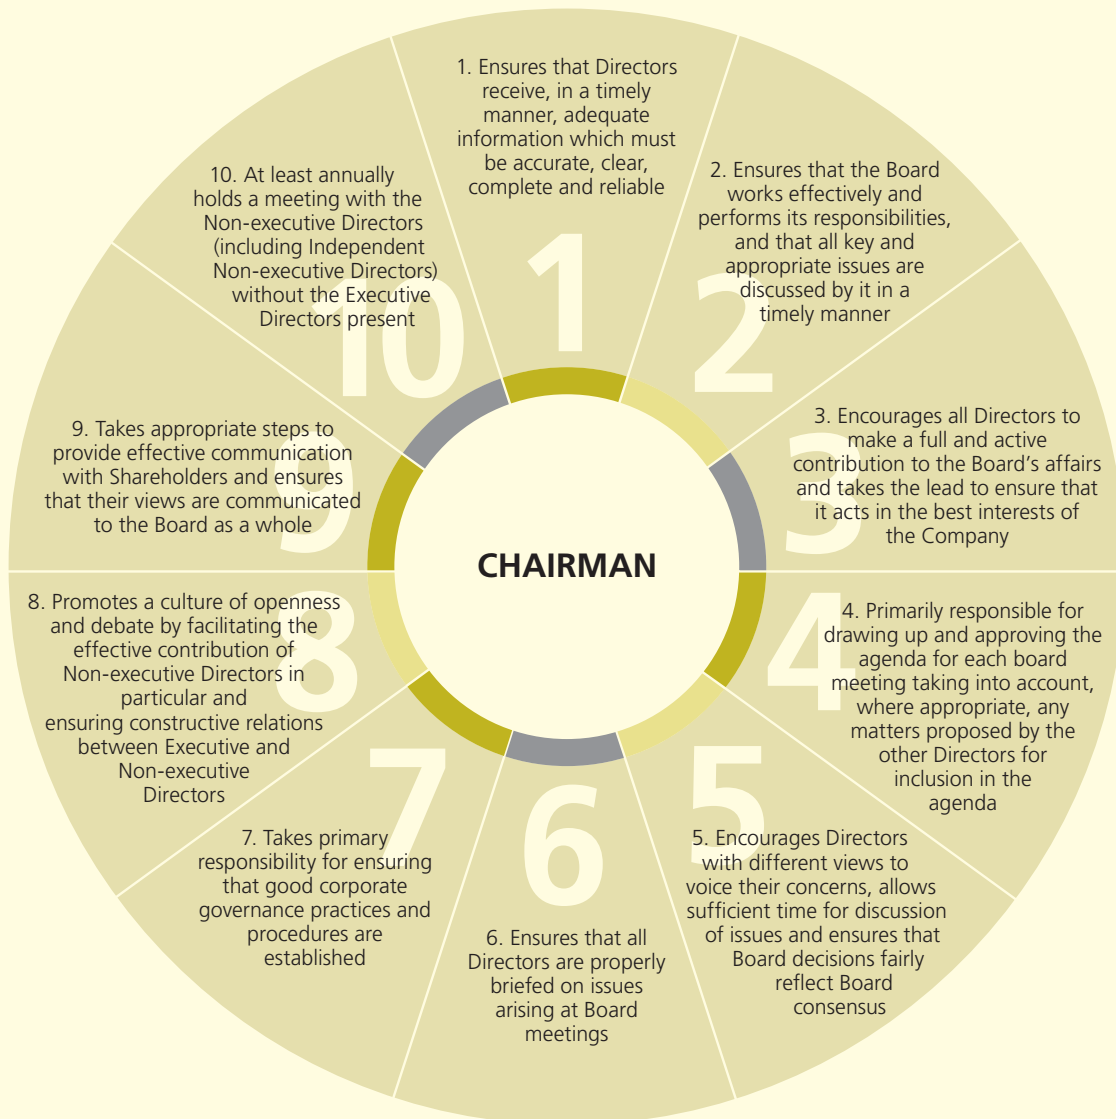 1. Ensures that Directors
receive, in a timely
manner, adequate
information which must
be accurate, clear,
complete and reliable
1
2. Ensures that the Board
works effectively and
performs its responsibilities,
and that all key and
appropriate issues are
discussed by it in a
timely manner
2
3. Encourages all Directors to
make a full and active
contribution to the Board’s affairs
and takes the lead to ensure that
it acts in the best interests of
the Company
3
4. Primarily responsible for
drawing up and approving the
agenda for each board
meeting taking into account,
where appropriate, any
matters proposed by the
other Directors for
inclusion in the
agenda
4
5. Encourages Directors
with different views to
voice their concerns, allows
sufficient time for discussion
of issues and ensures that
Board decisions fairly
reflect Board
consensus
5
6. Ensures that all
Directors are properly
briefed on issues
arising at Board
meetings
6
7. Takes primary
responsibility for ensuring
that good corporate
governance practices and
procedures are
established
7
8. Promotes a culture of openness
and debate by facilitating the
effective contribution of
Non-executive Directors in
particular and
ensuring constructive relations
between Executive and
Non-executive
Directors
8
9. Takes appropriate steps to
provide effective communication
with Shareholders and ensures
that their views are communicated
to the Board as a whole
9
10. At least annually
holds a meeting with the
Non-executive Directors
(including Independent
Non-executive Directors)
without the Executive
Directors present
10
CHAIRMAN